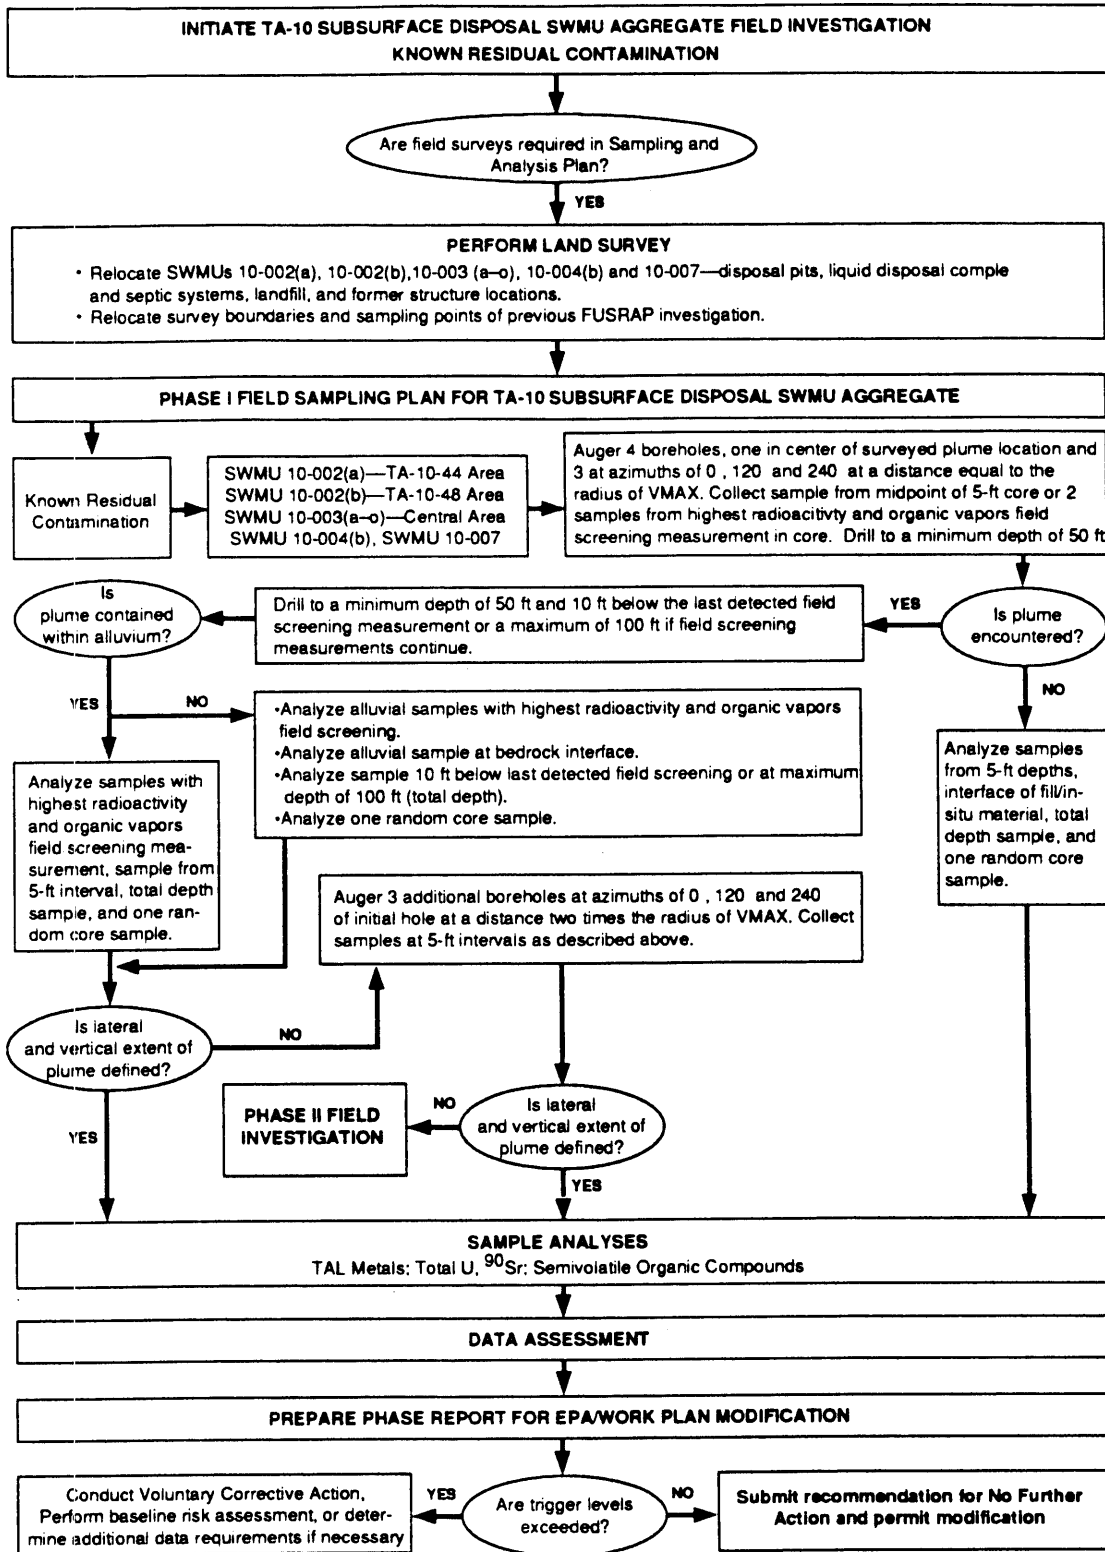 INITIATE TA-10 SUBSURFACE DISPOSAL SWMU AGGREGATE FIELD INVESTIGATION
KNOWN RESIDUAL CONTAMINATION
Are field surveys required in Sampling and
Analysis Plan?
YES
PERFORM LAND SURVEY
• Relocate SWMUs 10-002(a), 10-002(b),10-003 (a–o), 10-004(b) and 10-007—disposal pits, liquid disposal comple
and septic systems, landfill, and former structure locations.
• Relocate survey boundaries and sampling points of previous FUSRAP investigation.
PHASE I FIELD SAMPLING PLAN FOR TA-10 SUBSURFACE DISPOSAL SWMU AGGREGATE
Known Residual
Contamination
SWMU 10-002(a)—TA-10-44 Area
SWMU 10-002(b)—TA-10-48 Area
SWMU 10-003(a–o)—Central Area
SWMU 10-004(b), SWMU 10-007
Auger 4 boreholes, one in center of surveyed plume location and
3 at azimuths of 0 , 120 and 240 at a distance equal to the
radius of VMAX. Collect sample from midpoint of 5-ft core or 2
samples from highest radioacitivty and organic vapors field
screening measurement in core. Drill to a minimum depth of 50 ft
Is
plume contained
within alluvium?
Drill to a minimum depth of 50 ft and 10 ft below the last detected field
screening measurement or a maximum of 100 ft if field screening
measurements continue.
YES
Is plume
encountered?
YES
NO
NO
•Analyze alluvial samples with highest radioactivity and organic vapors
field screening.
•Analyze alluvial sample at bedrock interface.
•Analyze sample 10 ft below last detected field screening or at maximum
depth of 100 ft (total depth).
•Analyze one random core sample.
Analyze samples
from 5-ft depths,
interface of fill/in-
situ material, total
depth sample, and
one random core
sample.
Analyze samples with
highest radioactivity
and organic vapors
field screening mea-
surement, sample from
5-ft interval, total depth
sample, and one ran-
dom core sample.
Auger 3 additional boreholes at azimuths of 0 , 120 and 240
of initial hole at a distance two times the radius of VMAX. Collect
samples at 5-ft intervals as described above.
Is lateral
and vertical extent of
plume defined?
NO
YES
PHASE II FIELD
INVESTIGATION
NO
Is lateral
and vertical extent of
plume defined?
YES
SAMPLE ANALYSES
TAL Metals; Total U, 90Sr; Semivolatile Organic Compounds
DATA ASSESSMENT
PREPARE PHASE REPORT FOR EPA/WORK PLAN MODIFICATION
Conduct Voluntary Corrective Action,
Perform baseline risk assessment, or deter-
mine additional data requirements if necessary
YES
Are trigger levels
exceeded?
NO
Submit recommendation for No Further
Action and permit modification